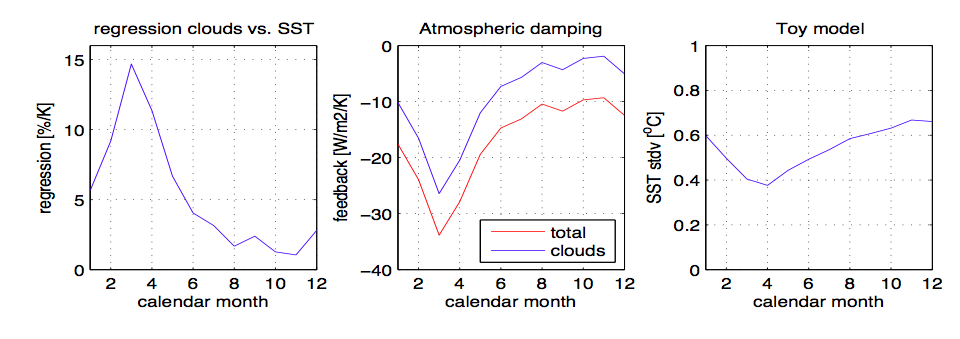 regression clouds vs. SST
15
10
5
0
2 4 6 8 10 12
calendar month
regression [%/K]
Atmospheric damping
0
−10
−20
−30
−40
2 4 6 8 10 12
calendar month
feedback [W/m2/K]
total
clouds
Toy model
1
0.8
0.6
0.4
0.2
0
2 4 6 8 10 12
calendar month
SST stdv [⁰C]